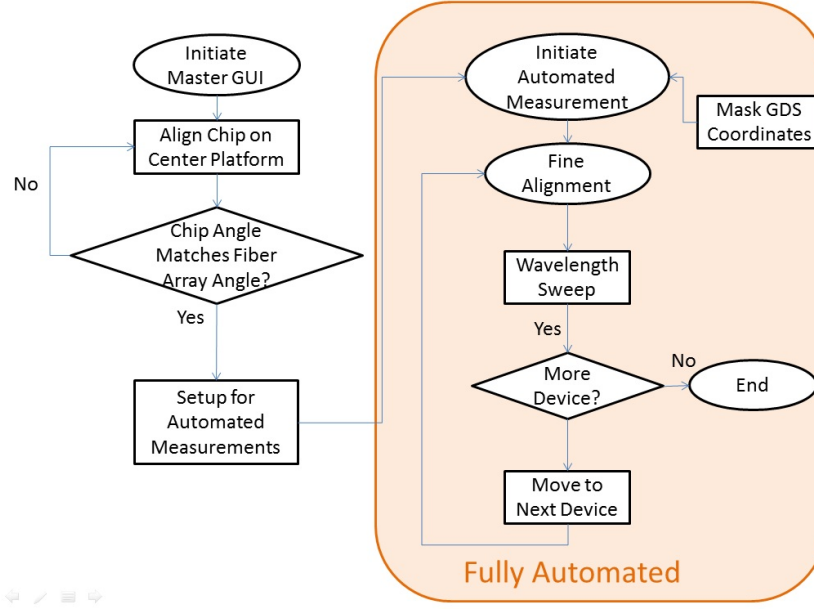 Initiate
Master GUI
Align Chip on
Center Platform
No
Chip Angle
Matches Fiber
Array Angle?
Yes
Setup for
Automated
Measurements
Initiate
Automated
Measurement
Mask GDS
Coordinates
Fine
Alignment
Wavelength
Sweep
Yes
More
Device?
No
End
Move to
Next Device
Fully Automated